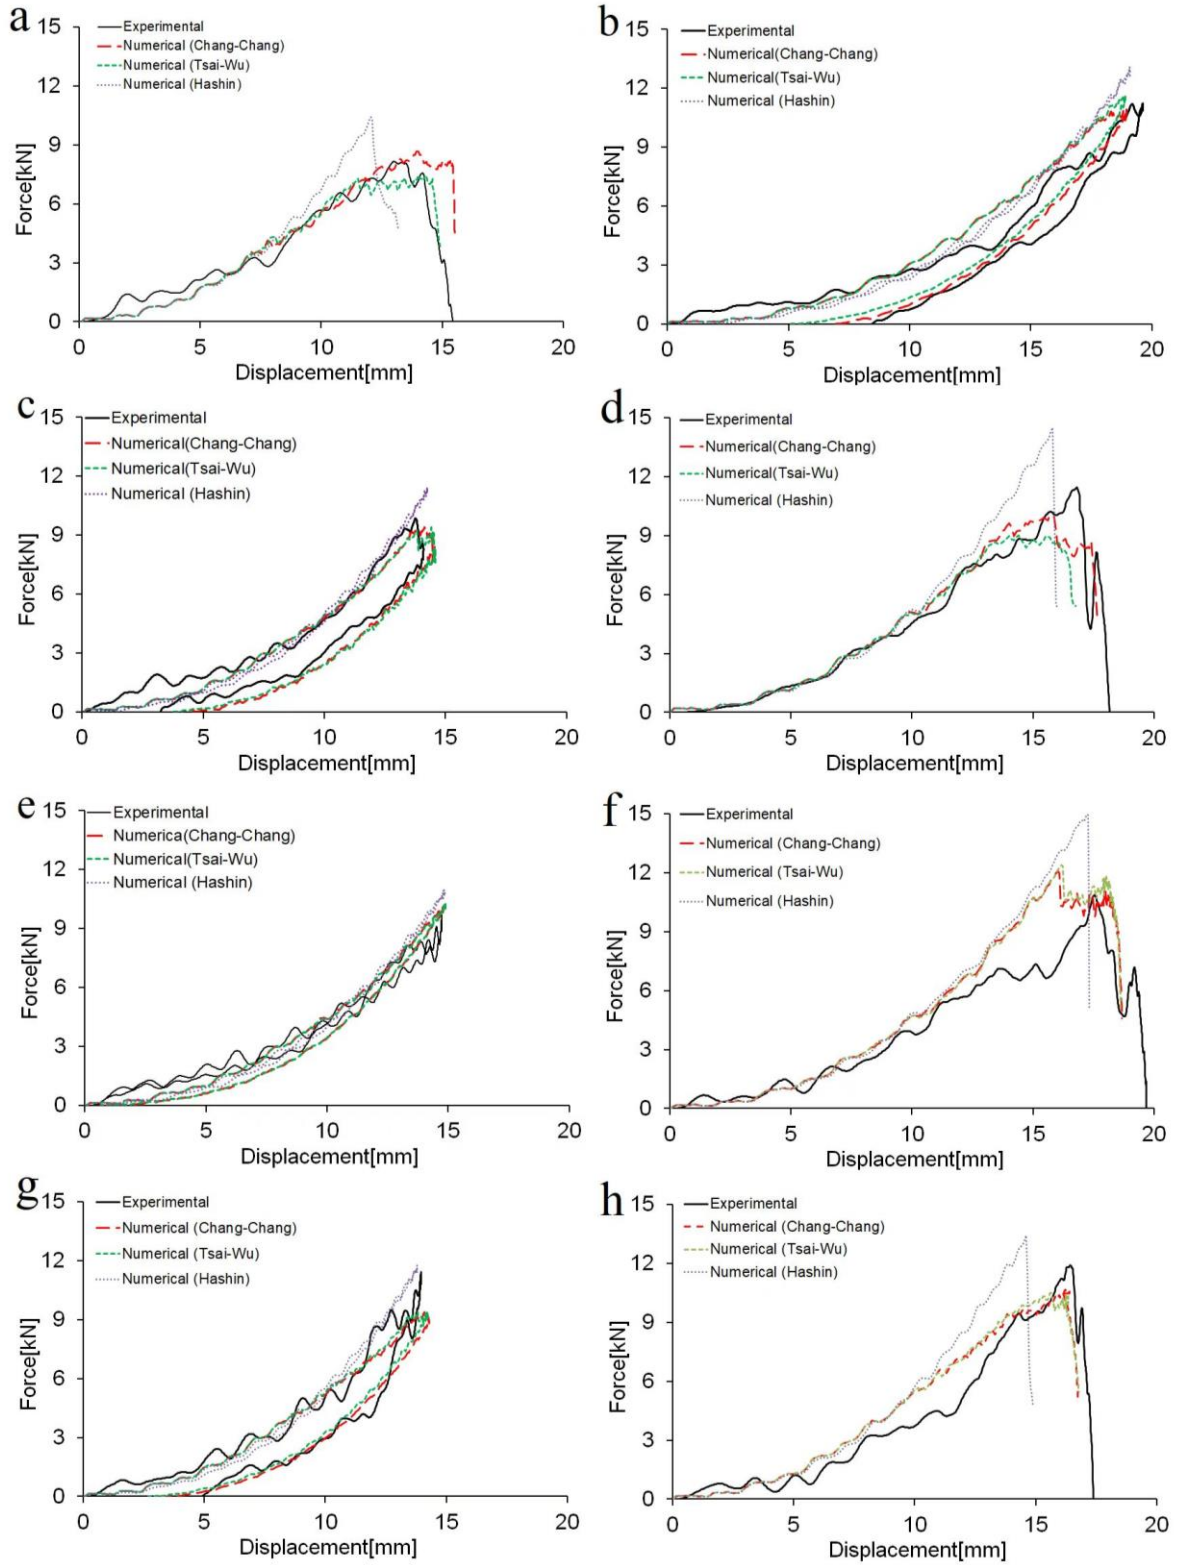 a
15
12
9
6
3
0
Force[kN]
Experimental
Numerical (Chang-Chang)
Numerical (Tsai-Wu)
Numerical (Hashin)
0 5 10 15 20
Displacement[mm]
b
15
12
9
6
3
0
Force[kN]
Experimental
Numerical(Chang-Chang)
Numerical(Tsai-Wu)
Numerical (Hashin)
0 5 10 15 20
Displacement[mm]
c
15
12
9
6
3
0
Force[kN]
Experimental
Numerical(Chang-Chang)
Numerical(Tsai-Wu)
Numerical (Hashin)
0 5 10 15 20
Displacement[mm]
d
15
12
9
6
3
0
Force[kN]
Experimental
Numerical(Chang-Chang)
Numerical(Tsai-Wu)
Numerical (Hashin)
0 5 10 15 20
Displacement[mm]
e
15
12
9
6
3
0
Force[kN]
Experimental
Numerica(Chang-Chang)
Numerical(Tsai-Wu)
Numerical (Hashin)
0 5 10 15 20
Displacement[mm]
f
15
12
9
6
3
0
Force[kN]
Experimental
Numerical (Chang-Chang)
Numerical (Tsai-Wu)
Numerical (Hashin)
0 5 10 15 20
Displacement[mm]
g
15
12
9
6
3
0
Force[kN]
Experimental
Numerical (Chang-Chang)
Numerical (Tsai-Wu)
Numerical (Hashin)
0 5 10 15 20
Displacement[mm]
h
15
12
9
6
3
0
Force[kN]
Experimental
Numerical (Chang-Chang)
Numerical (Tsai-Wu)
Numerical (Hashin)
0 5 10 15 20
Displacement[mm]